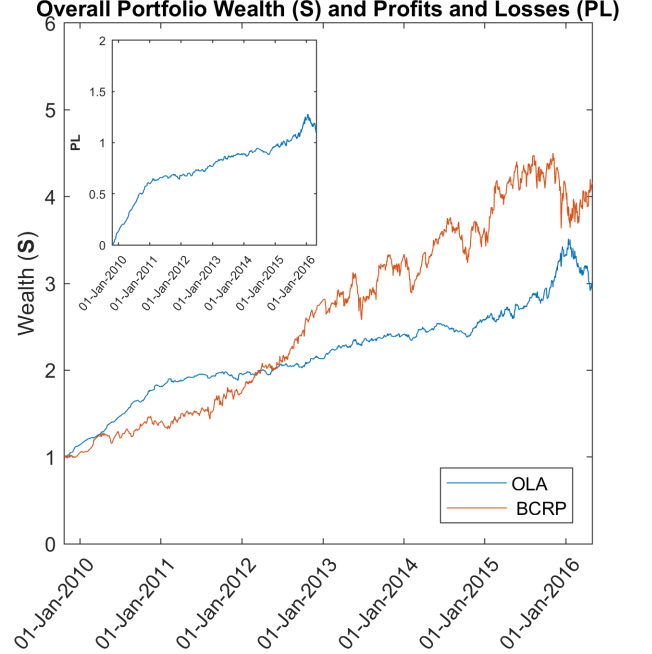 Overall Portfolio Wealth (S) and Profits and Losses (PL)
6
5
4
3
2
1
0
Wealth (S)
2
1.5
1
0.5
0
PL
01-Jan-2010
01-Jan-2011
01-Jan-2012
01-Jan-2013
01-Jan-2014
01-Jan-2015
01-Jan-2016
OLA
BCRP
01-Jan-2010
01-Jan-2011
01-Jan-2012
01-Jan-2013
01-Jan-2014
01-Jan-2015
01-Jan-2016